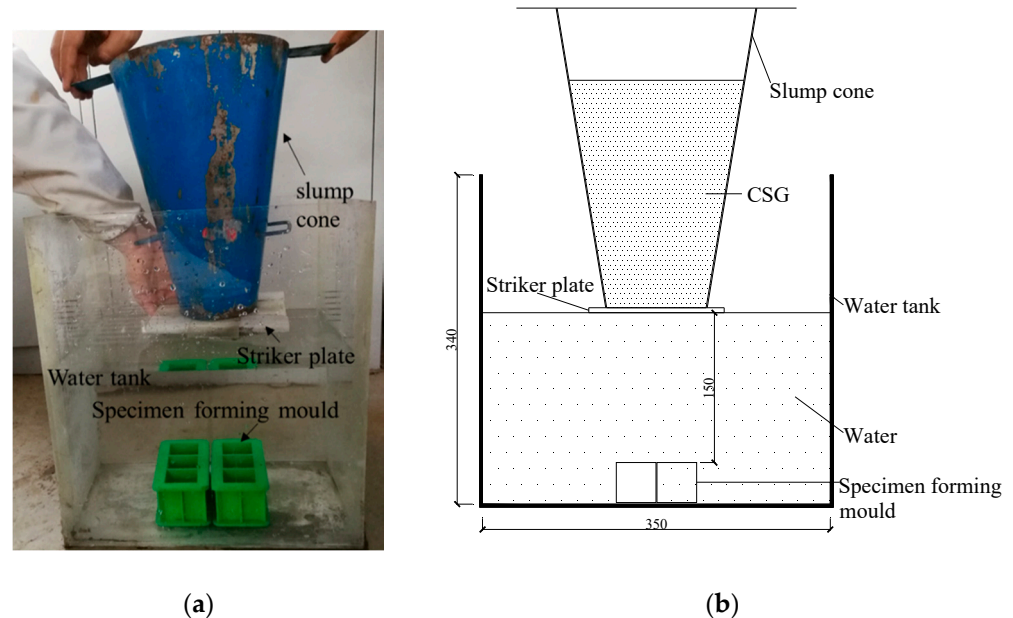 slump
cone
Striker plate
Water tank
Specimen forming mould
(a)
Slump cone
CSG
Striker plate
Water tank
340
150
Water
Specimen forming
mould
350
(b)